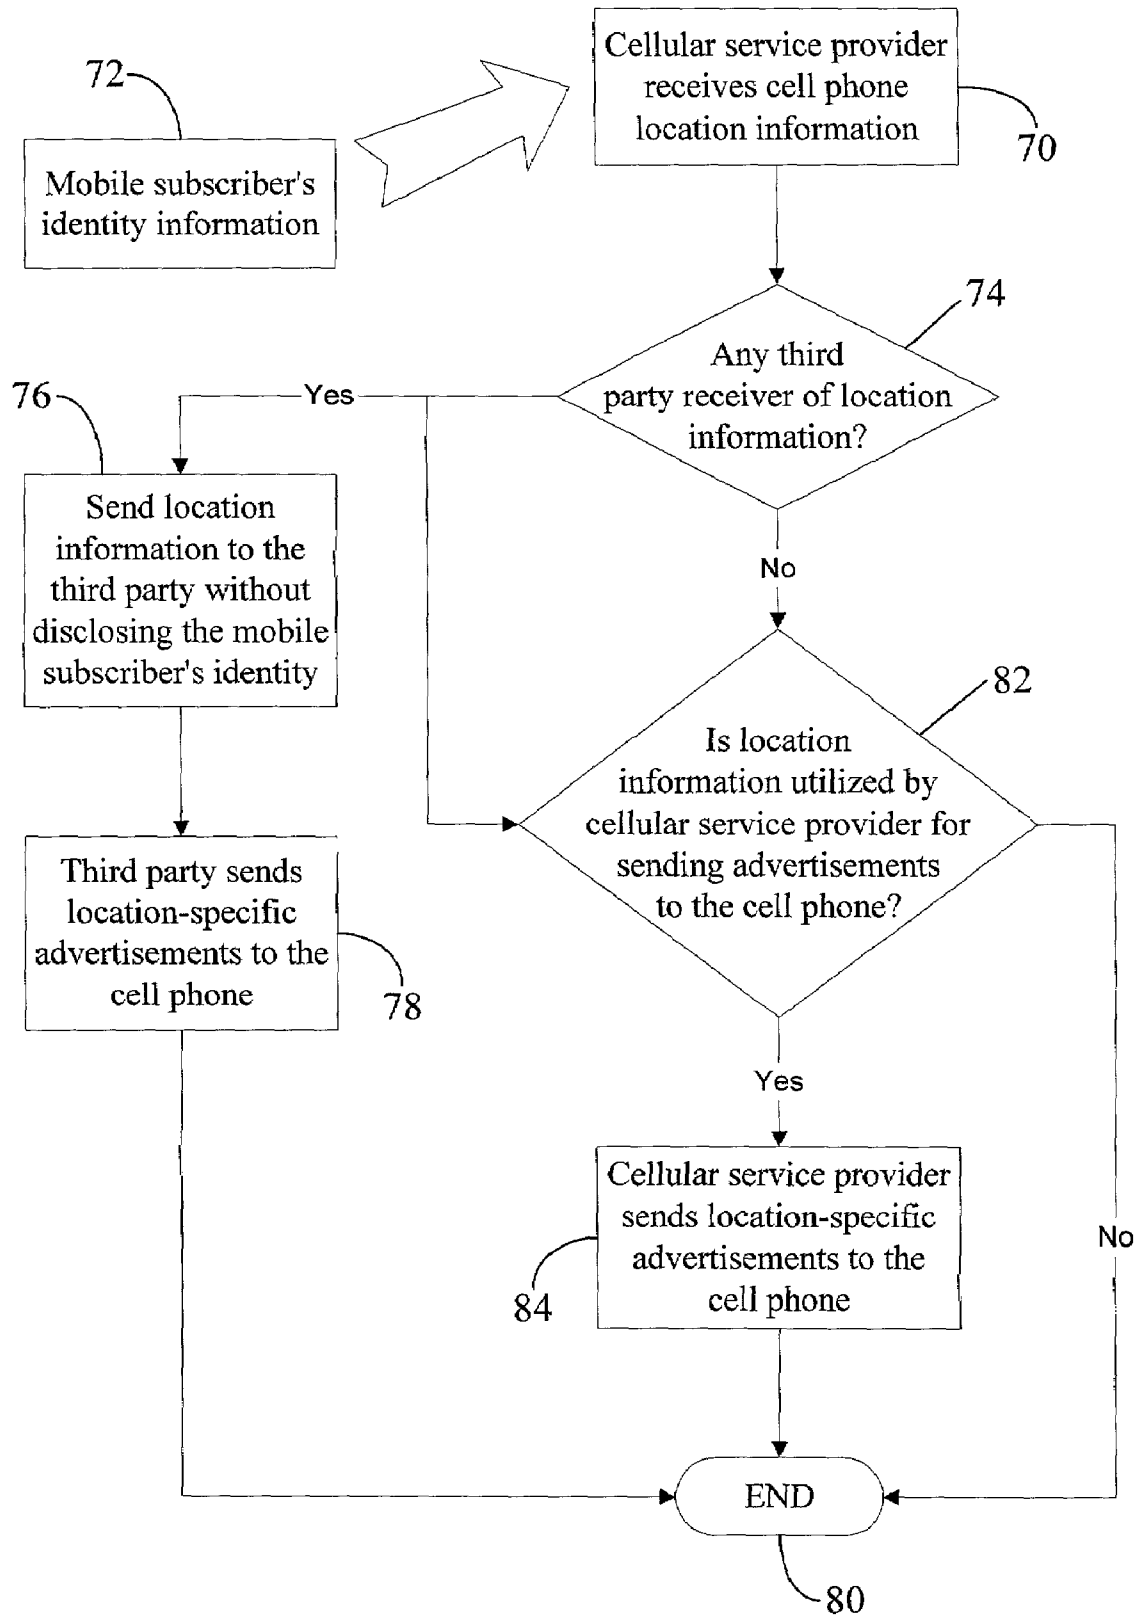 72
Mobile subscriber's
identity information
Cellular service provider
receives cell phone
location information
70
74
Any third
party receiver of location
information?
Yes
No
76
Send location
information to the
third party without
disclosing the mobile
subscriber's identity
82
Is location
information utilized by
cellular service provider for
sending advertisements
to the cell phone?
Third party sends
location-specific
advertisements to the
cell phone
78
Yes
No
Cellular service provider
sends location-specific
advertisements to the
cell phone
84
END
80